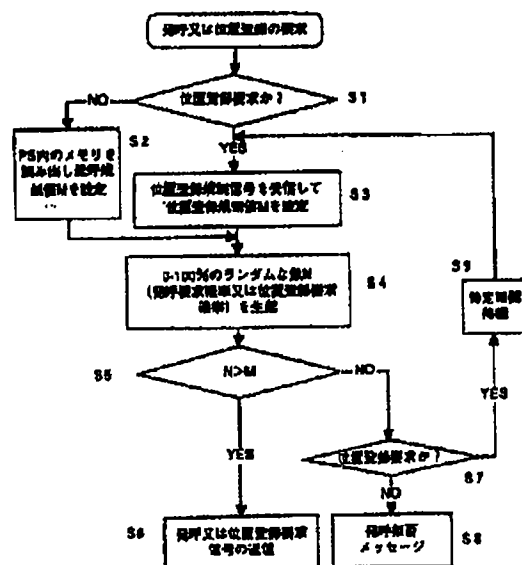 発呼又は位置登録の要求
位置登録要求か?
S1
NO
YES
S2
PS内のメモリを
読み出し発呼規
制値Mを設定
位置登録規制信号を受信して
位置登録規制値Mを設定
S3
0-100%のランダムな値N
(発呼要求確率又は位置登録要求
確率)を生成
S4
S9
特定時間
待機
S5
N>M
NO
YES
YES
位置登録要求か?
S7
NO
S6
発呼又は位置登録要求
信号の送信
発呼拒否
メッセージ
S8